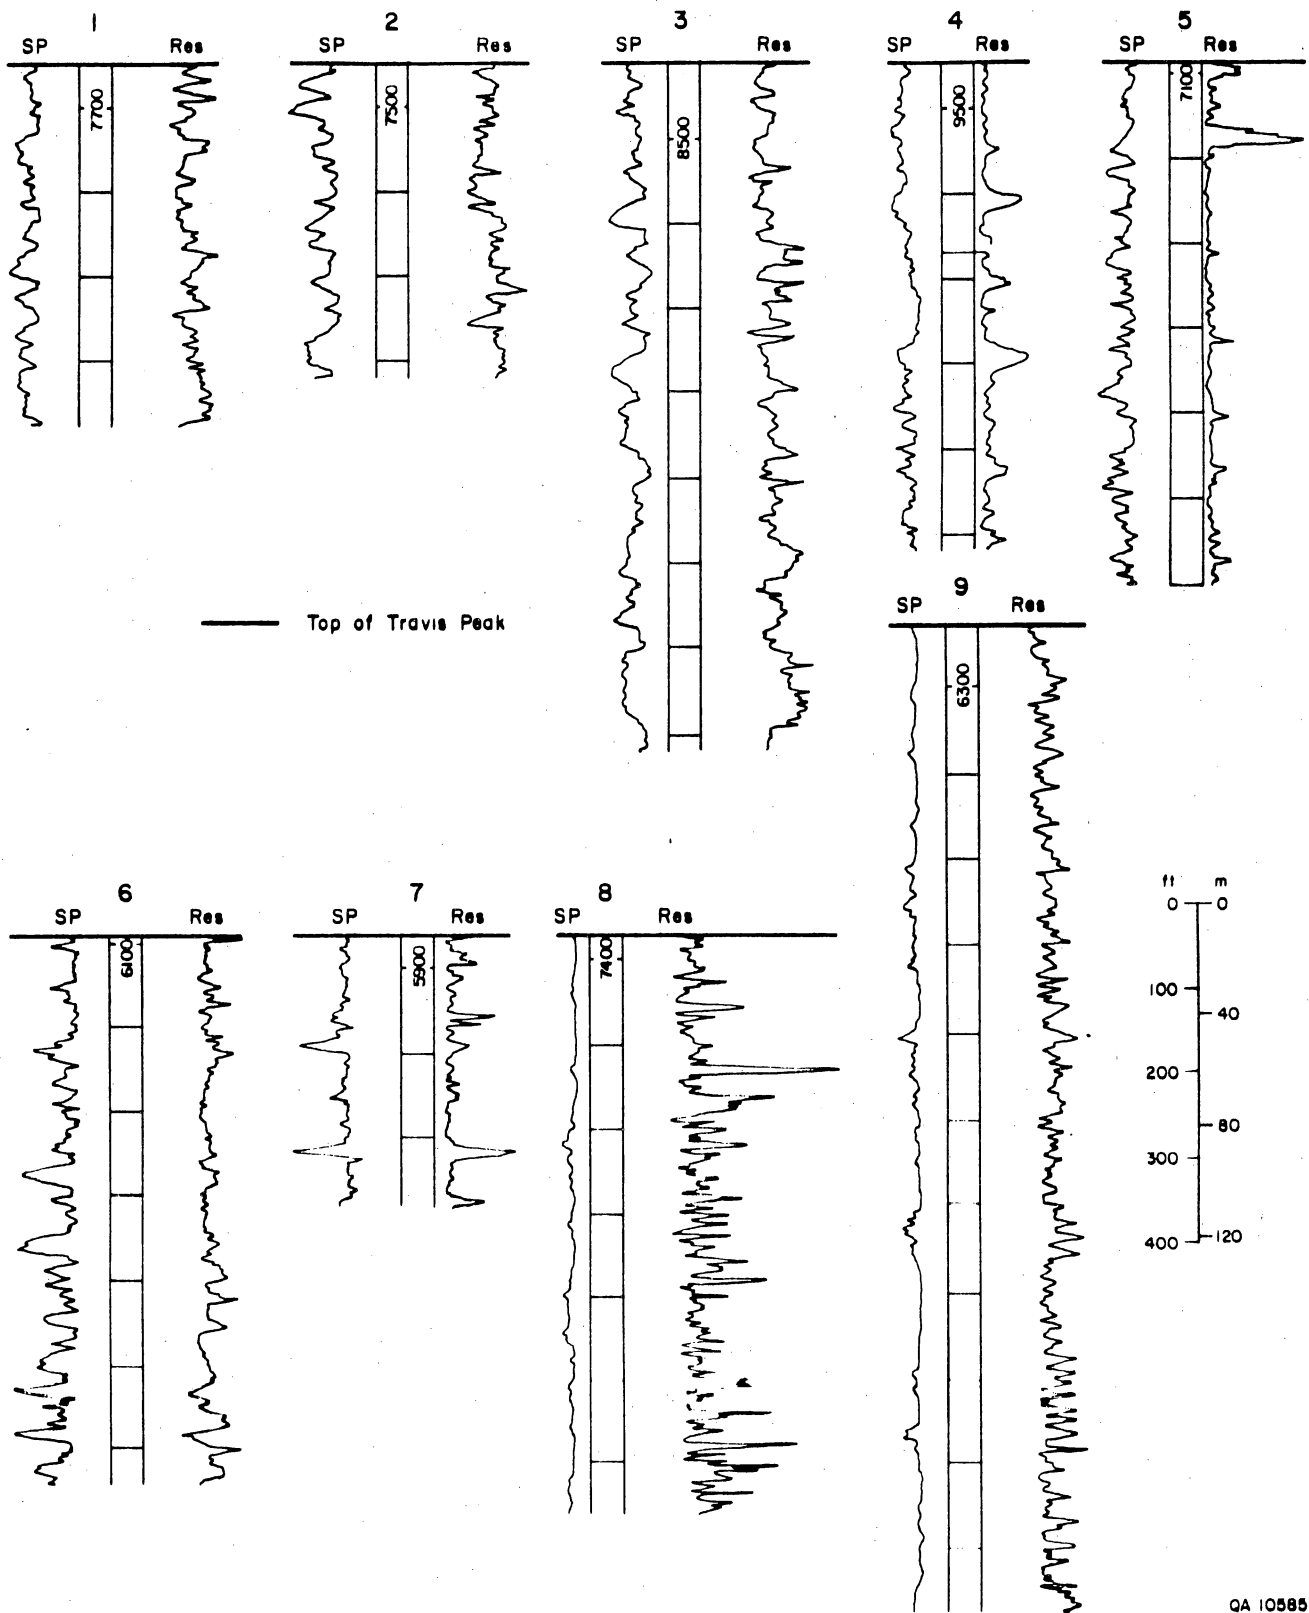 1 2 3 4 5
SP Res SP Res SP Res SP Res SP Res
7700 7500 8500 9500 7100
9
SP Res
Top of Travis Peak
6300
6 7 8
SP Res SP Res SP Res
6100 5900 7400
ft m
0 0
100
40
200
80
300
400 120
QA 10585